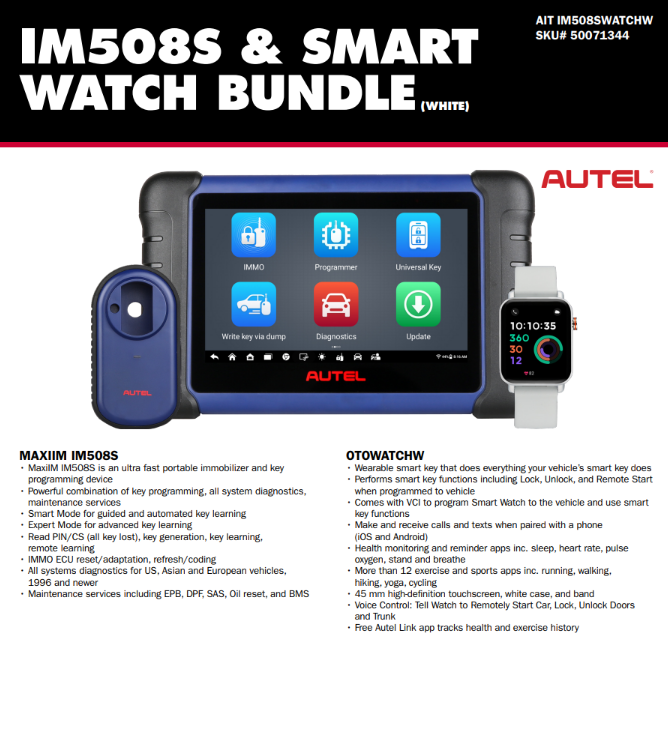 IM508S & SMART
WATCH BUNDLE (WHITE)
AIT IM508SWATCHW
SKU# 50071344
AUTEL
IMMO
Programmer
Universal Key
Write key via dump
Diagnostics
Update
AUTEL
AUTEL
10:10:35
360
30
12
82
MAXIIM IM508S
• MaxiIM IM508S is an ultra fast portable immobilizer and key
programming device
• Powerful combination of key programming, all system diagnostics,
maintenance services
• Smart Mode for guided and automated key learning
• Expert Mode for advanced key learning
• Read PIN/CS (all key lost), key generation, key learning,
remote learning
• IMMO ECU reset/adaptation, refresh/coding
• All systems diagnostics for US, Asian and European vehicles,
1996 and newer
• Maintenance services including EPB, DPF, SAS, Oil reset, and BMS
OTOWATCHW
• Wearable smart key that does everything your vehicle's smart key does
• Performs smart key functions including Lock, Unlock, and Remote Start
when programmed to vehicle
• Comes with VCI to program Smart Watch to the vehicle and use smart
key functions
• Make and receive calls and texts when paired with a phone
(iOS and Android)
• Health monitoring and reminder apps inc. sleep, heart rate, pulse
oxygen, stand and breathe
• More than 12 exercise and sports apps inc. running, walking,
hiking, yoga, cycling
• 45 mm high-definition touchscreen, white case, and band
• Voice Control: Tell Watch to Remotely Start Car, Lock, Unlock Doors
and Trunk
• Free Autel Link app tracks health and exercise history